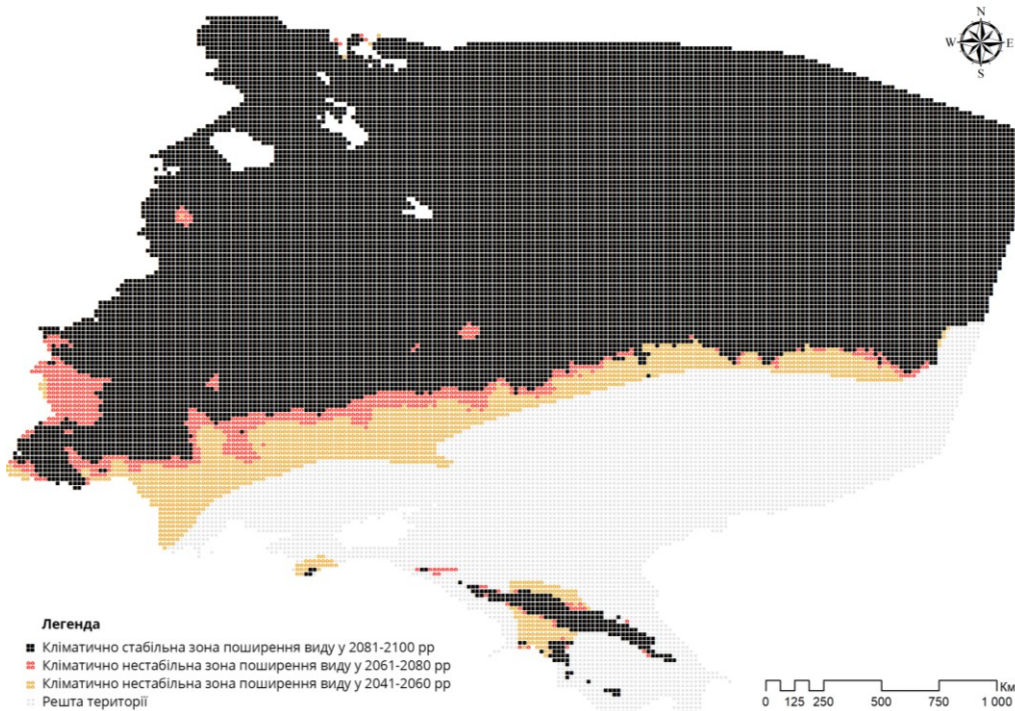 N
W E
S
Легенда
Кліматично стабільна зона поширення виду у 2081-2100 рр
Кліматично нестабільна зона поширення виду у 2061-2080 рр
Кліматично нестабільна зона поширення виду у 2041-2060 рр
Решта території
Км
0 125 250 500 750 1 000